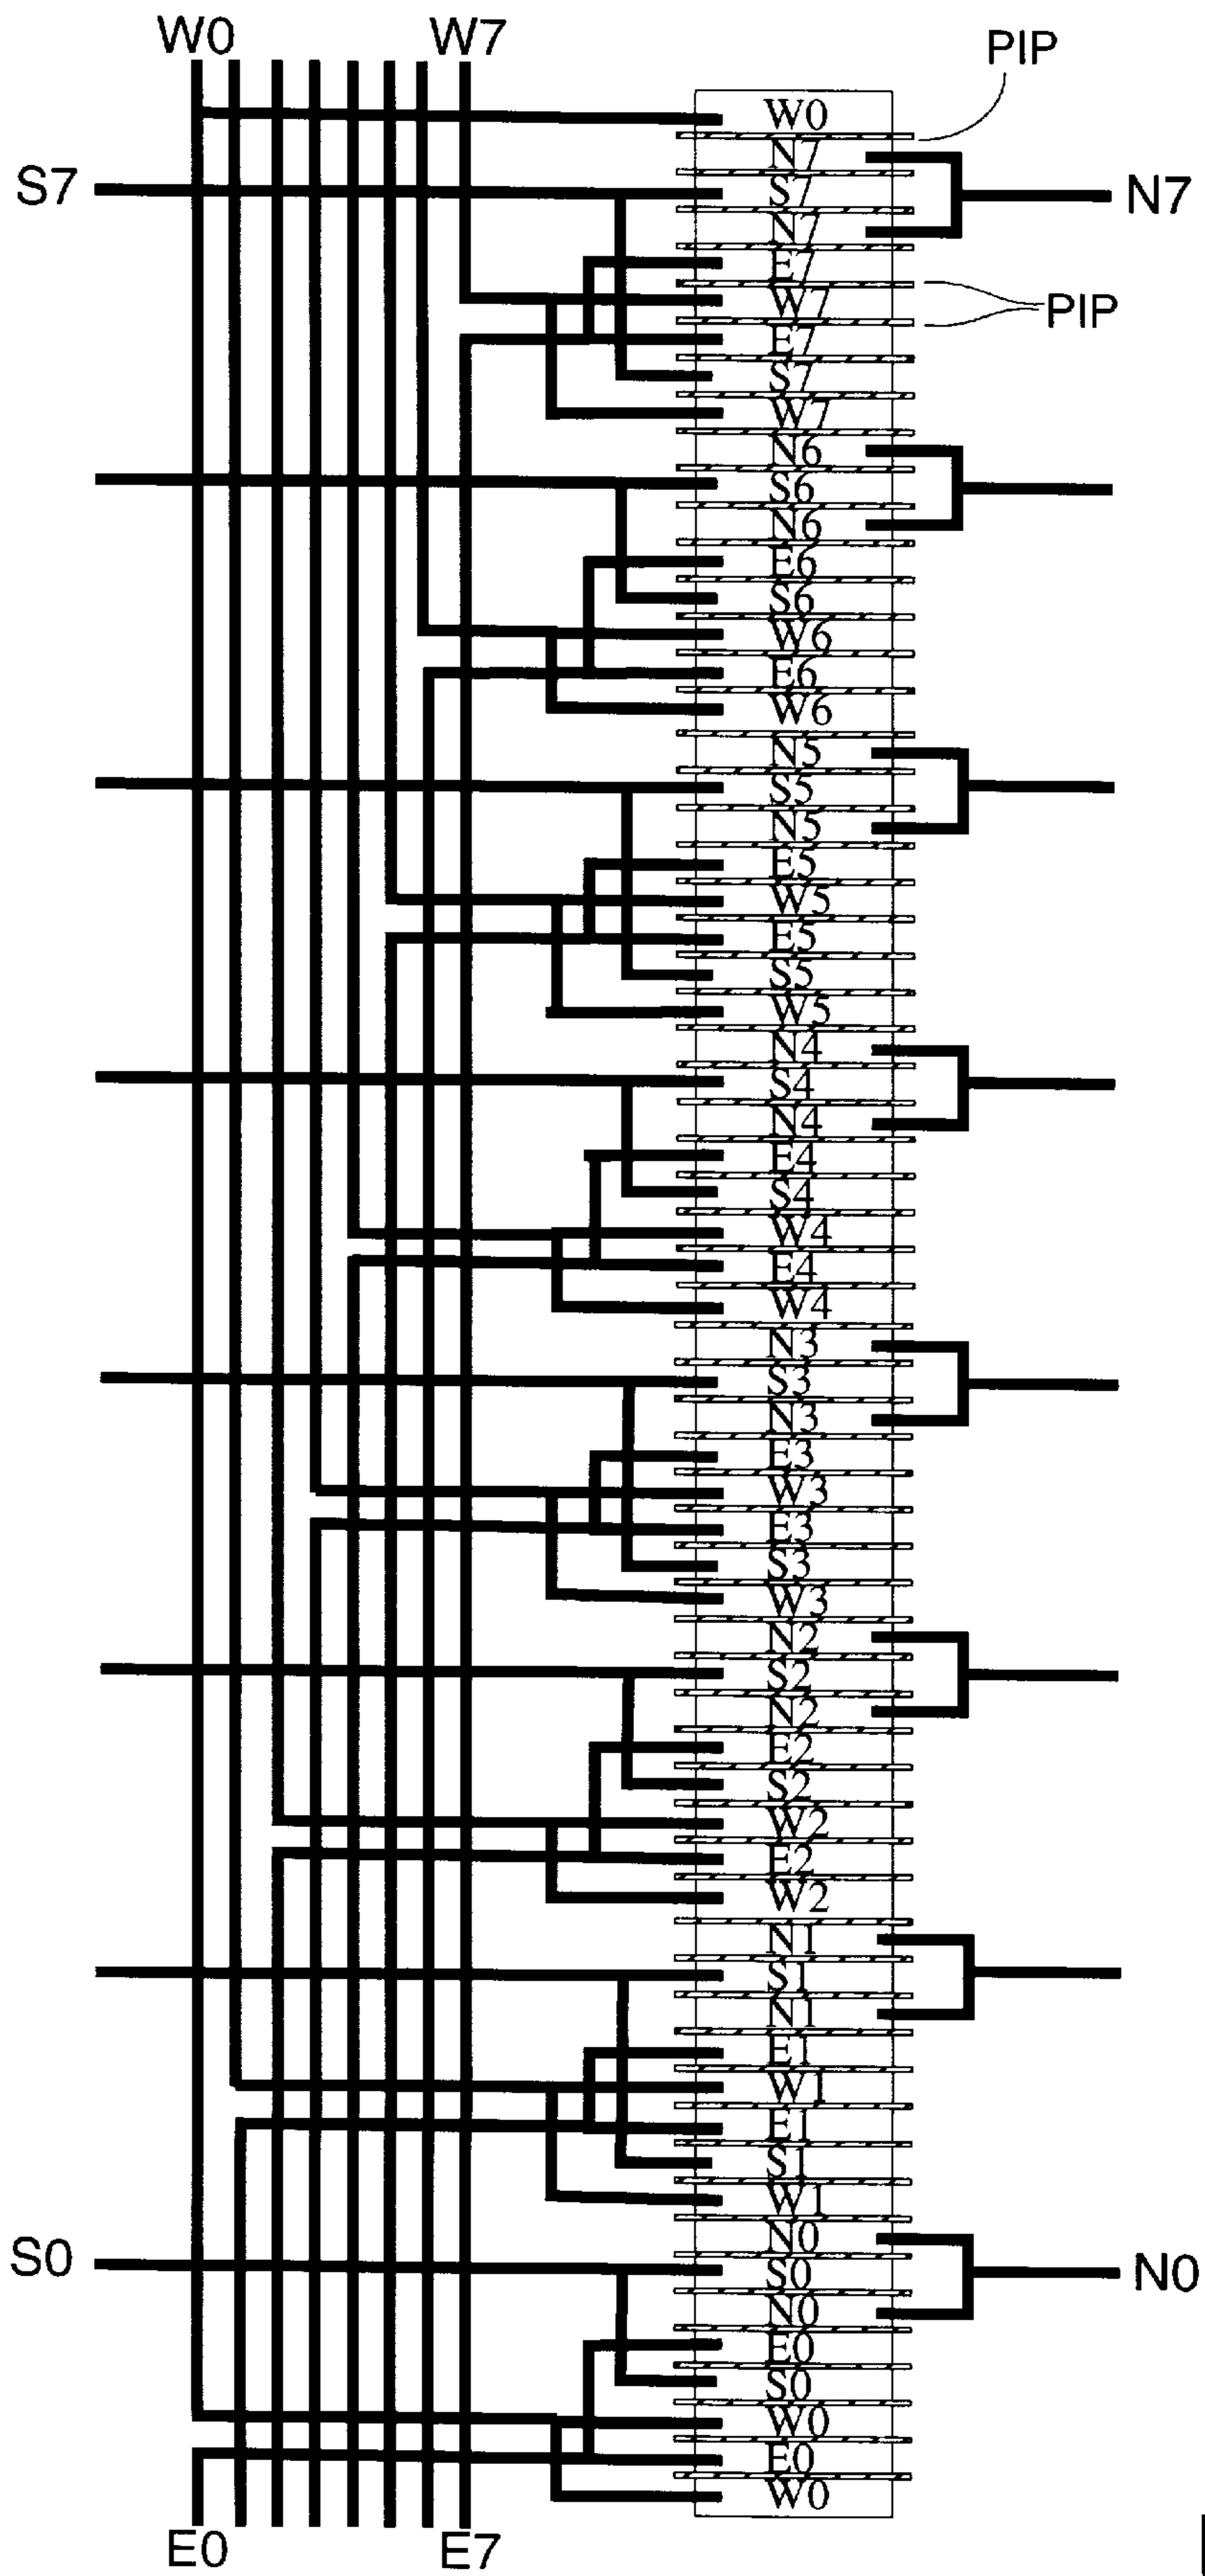 W0 W7
PIP
W0
N7
S7 S7 N7
N7
E7
W7 PIP
E7
S7
W7
N6
S6
N6
E6
S6
W6
E6
W6
N5
S5
N5
E5
W5
E5
S5
W5
N4
S4
N4
E4
S4
W4
E4
W4
N3
S3
N3
E3
W3
E3
S3
W3
N2
S2
N2
E2
S2
W2
E2
W2
N1
S1
N1
E1
W1
E1
S1
W1
N0
S0 S0 N0
N0
E0
S0
W0
E0
W0
E0 E7